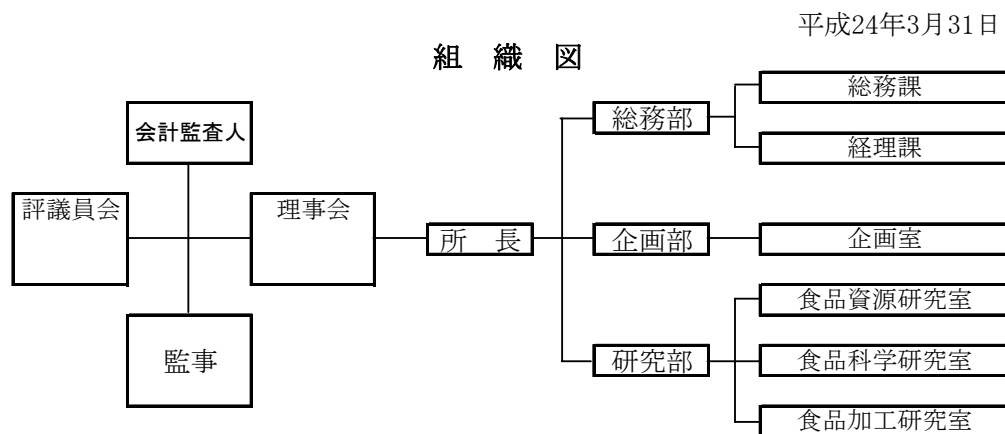 平成24年3月31日
組 織 図
会計監査人
評議員会
理事会
監事
所 長
総務部
総務課
経理課
企画部
企画室
研究部
食品資源研究室
食品科学研究室
食品加工研究室